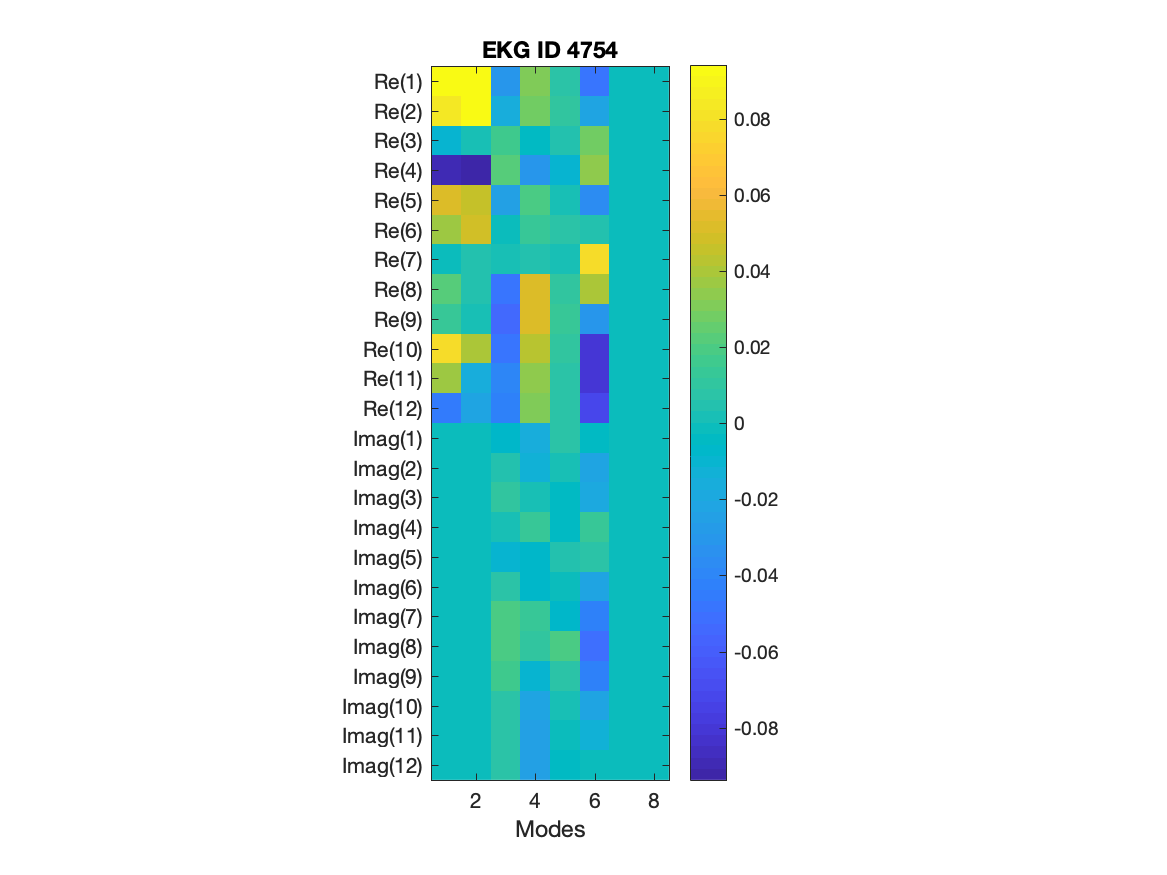 EKG ID 4754
Re(1)
Re(2)
Re(3)
Re(4)
Re(5)
Re(6)
Re(7)
Re(8)
Re(9)
Re(10)
Re(11)
Re(12)
Imag(1)
Imag(2)
Imag(3)
Imag(4)
Imag(5)
Imag(6)
Imag(7)
Imag(8)
Imag(9)
Imag(10)
Imag(11)
Imag(12)
2 4 6 8
Modes
0.08
0.06
0.04
0.02
0
-0.02
-0.04
-0.06
-0.08